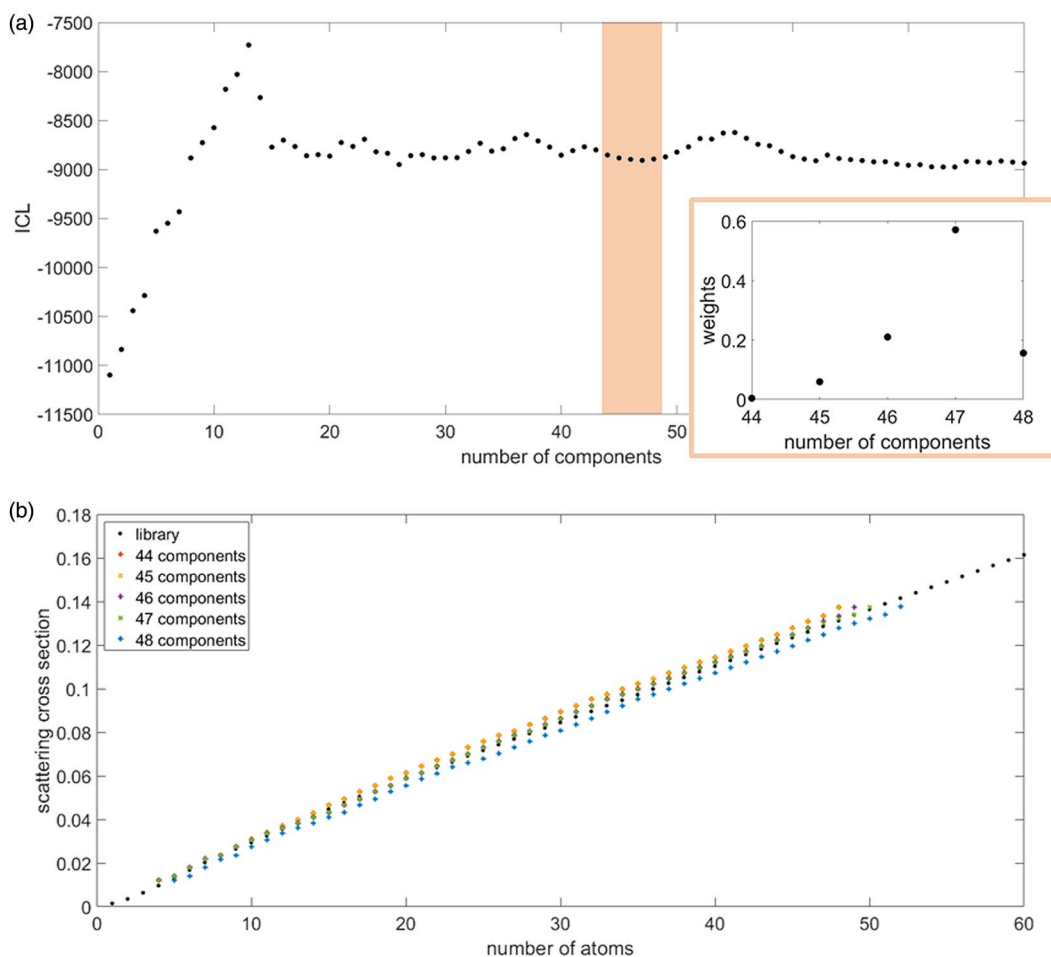 (a)
-7500
-8000
-8500
-9000
-9500
-10000
-10500
-11000
-11500
ICL
0 10 20 30 40 50
number of components
0.6
0.4
0.2
0
weights
44 45 46 47 48
number of components
(b)
0.18
0.16
0.14
0.12
0.1
0.08
0.06
0.04
0.02
0
scattering cross section
library
44 components
45 components
46 components
47 components
48 components
0 10 20 30 40 50 60
number of atoms